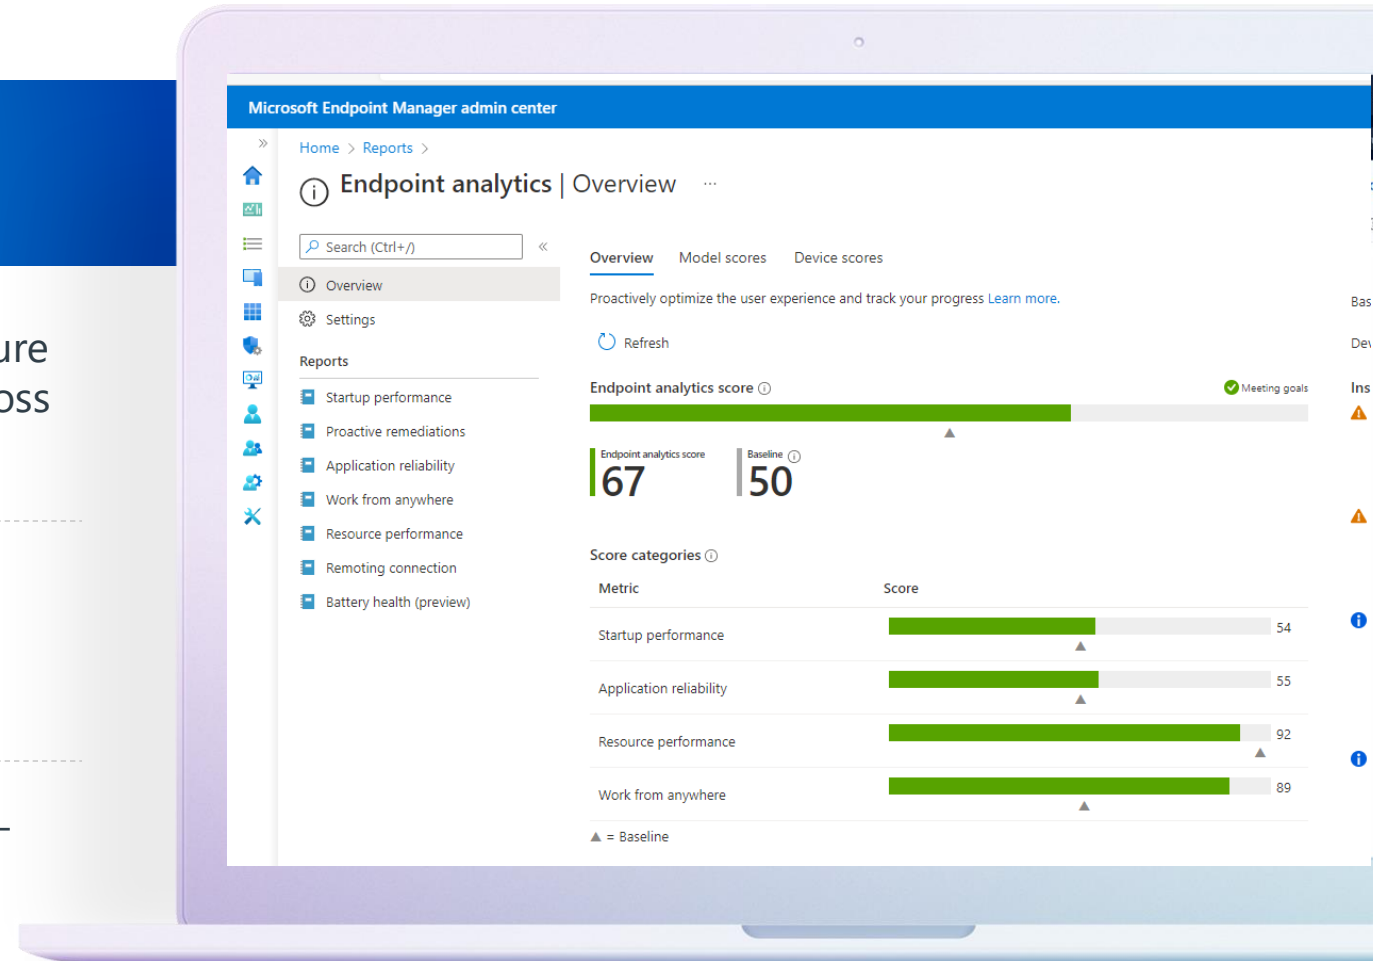 ure
oss
Microsoft Endpoint Manager admin center
Home > Reports >
Endpoint analytics | Overview ...
Search (Ctrl+/)
Overview
Settings
Reports
Startup performance
Proactive remediations
Application reliability
Work from anywhere
Resource performance
Remoting connection
Battery health (preview)
Overview Model scores Device scores
Proactively optimize the user experience and track your progress Learn more.
Refresh
Endpoint analytics score
Meeting goals
Endpoint analytics score
67
Baseline
50
Score categories
Metric Score
Startup performance 54
Application reliability 55
Resource performance 92
Work from anywhere 89
▲ = Baseline
Bas
Dev
Ins